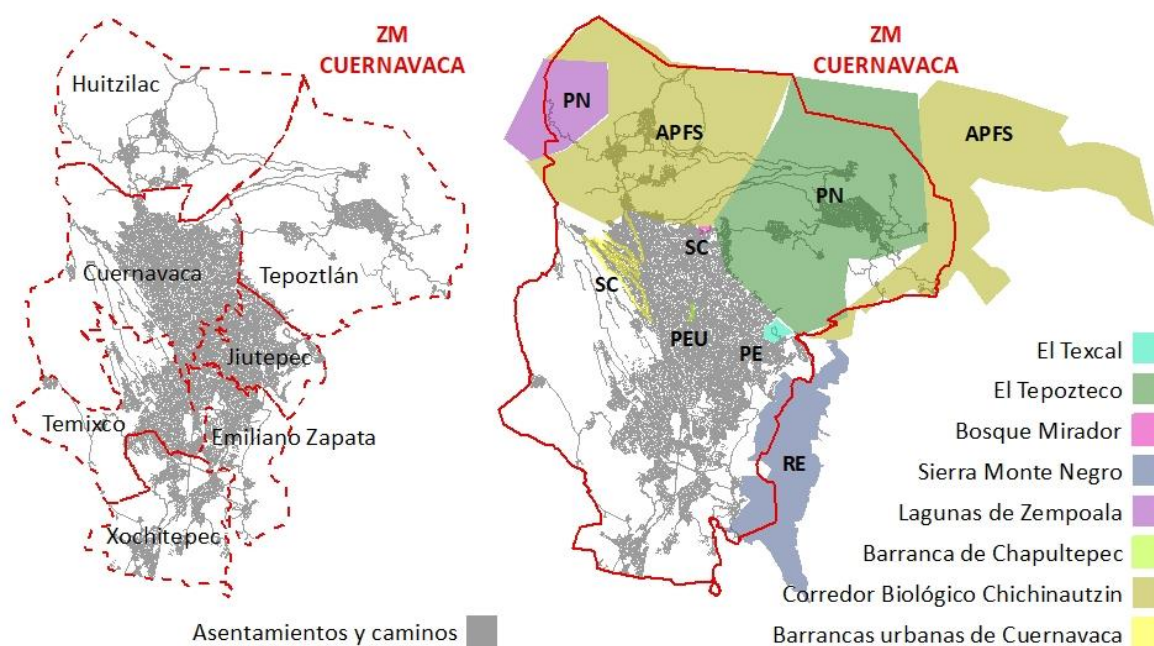 ZM
CUERNAVACA
Huitzilac
Cuernavaca
Tepoztlán
Jiutepec
Temixco
Emiliano Zapata
Xochitepec
Asentamientos y caminos
ZM
CUERNAVACA
PN
APFS
APFS
PN
SC
SC
PEU
PE
RE
El Texcal
El Tepozteco
Bosque Mirador
Sierra Monte Negro
Lagunas de Zempoala
Barranca de Chapultepec
Corredor Biológico Chichinautzin
Barrancas urbanas de Cuernavaca